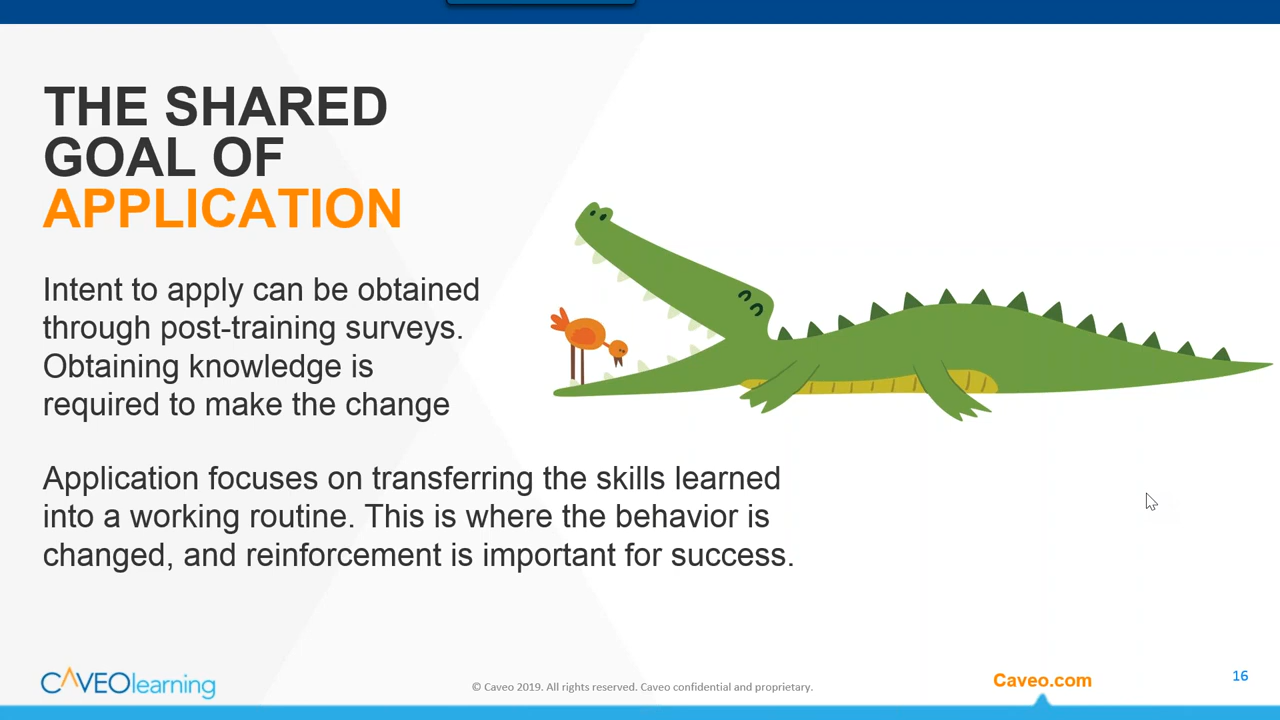 THE SHARED
GOAL OF
APPLICATION
Intent to apply can be obtained
through post-training surveys.
Obtaining knowledge is
required to make the change
Application focuses on transferring the skills learned
into a working routine. This is where the behavior is
changed, and reinforcement is important for success.
CAVEOlearning
© Caveo 2019. All rights reserved. Caveo confidential and proprietary.
Caveo.com
16